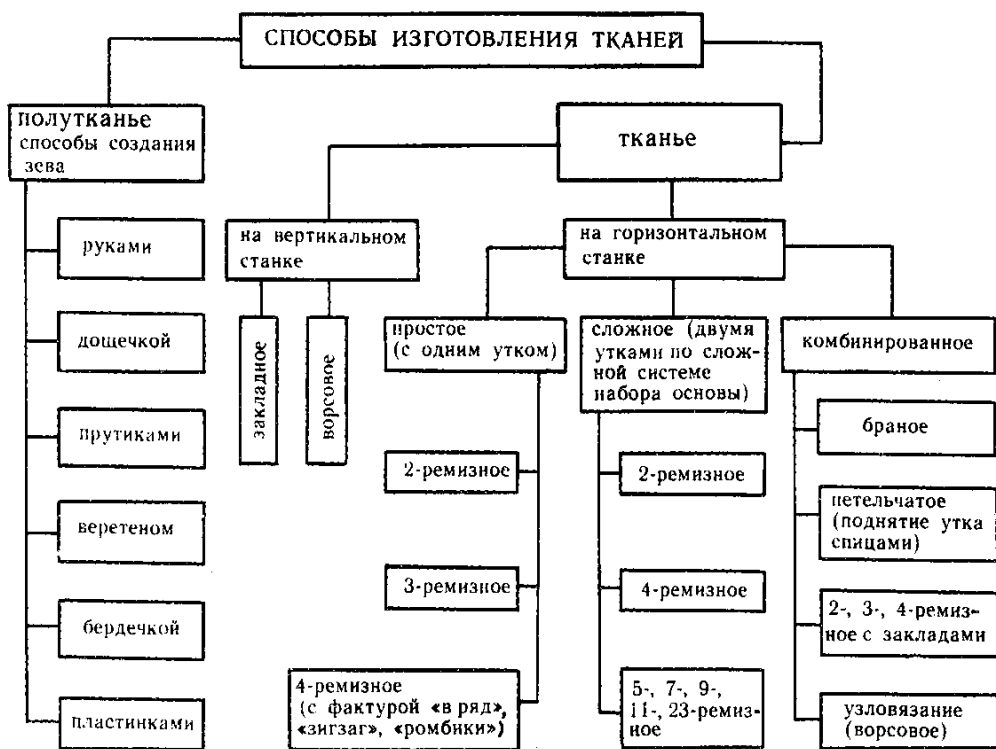 СПОСОБЫ ИЗГОТОВЛЕНИЯ ТКАНЕЙ
ПОЛУТКАНЬЕ
способы создания
зева
руками
дощечкой
прутиками
веретеном
бердечкой
пластинками
ТКАНЬЕ
на вертикальном
станке
закладное
ворсовое
на горизонтальном
станке
простое
(с одним утком)
2-ремизное
3-ремизное
4-ремизное
(с фактурой «в ряд»,
«зигзаг», «ромбики»)
сложное (двумя
утками по слож-
ной системе
набора основы)
2-ремизное
4-ремизное
5-, 7-, 9-,
11-, 23-ремиз-
ное
комбинированное
браное
петельчатое
(поднятие утка
спицами)
2-, 3-, 4-ремиз-
ное с закладами
узловязание
(ворсовое)